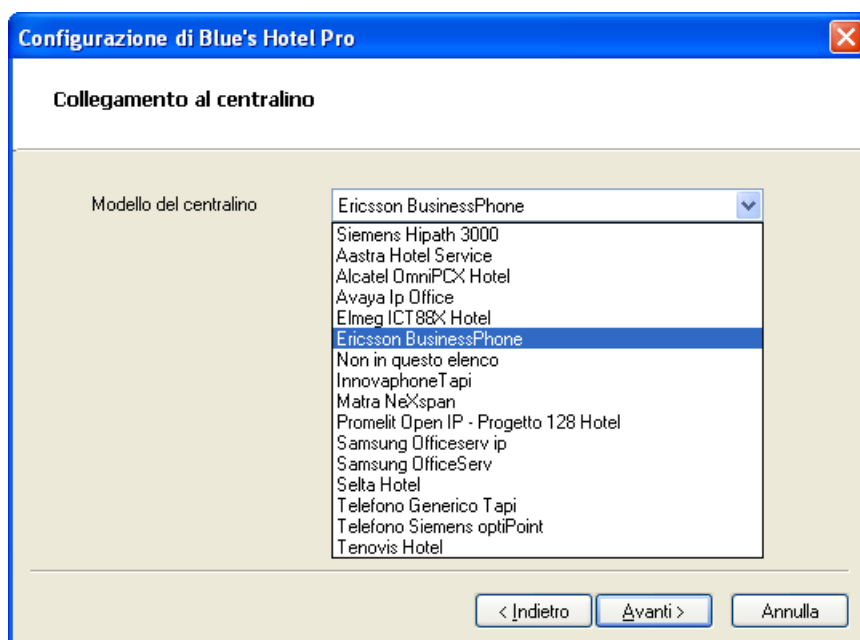 Configurazione di Blue's Hotel Pro
Collegamento al centralino
Modello del centralino
Ericsson BusinessPhone
Siemens Hipath 3000
Aastra Hotel Service
Alcatel OmniPCX Hotel
Avaya Ip Office
Elmeg ICT88X Hotel
Ericsson BusinessPhone
Non in questo elenco
InnovaphoneTapi
Matra NeXspan
Promelit Open IP - Progetto 128 Hotel
Samsung Officeserv ip
Samsung OfficeServ
Selta Hotel
Telefono Generico Tapi
Telefono Siemens optiPoint
Tenovis Hotel
< Indietro Avanti > Annulla